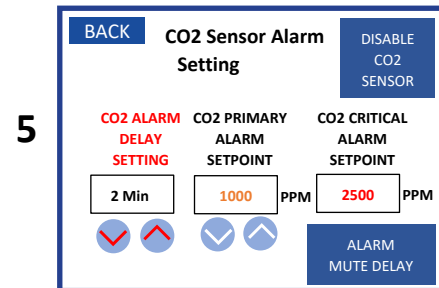 BACK
CO2 Sensor Alarm
Setting
DISABLE
CO2
SENSOR
5
CO2 ALARM
DELAY
SETTING
CO2 PRIMARY
ALARM
SETPOINT
CO2 CRITICAL
ALARM
SETPOINT
2 Min
1000 PPM
2500 PPM
ALARM
MUTE DELAY